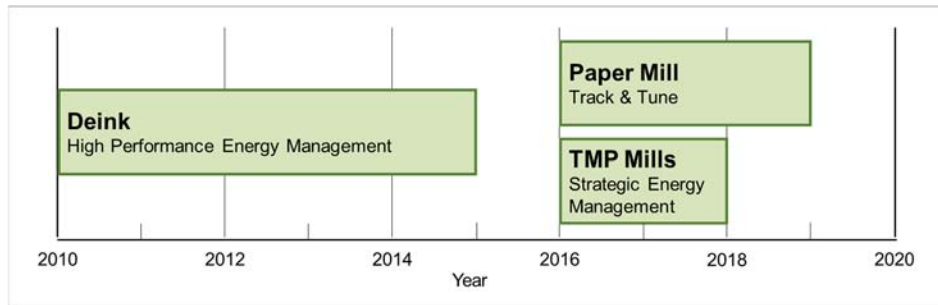 Deink
High Performance Energy Management
Paper Mill
Track & Tune
TMP Mills
Strategic Energy
Management
2010 2012 2014 2016 2018 2020
Year